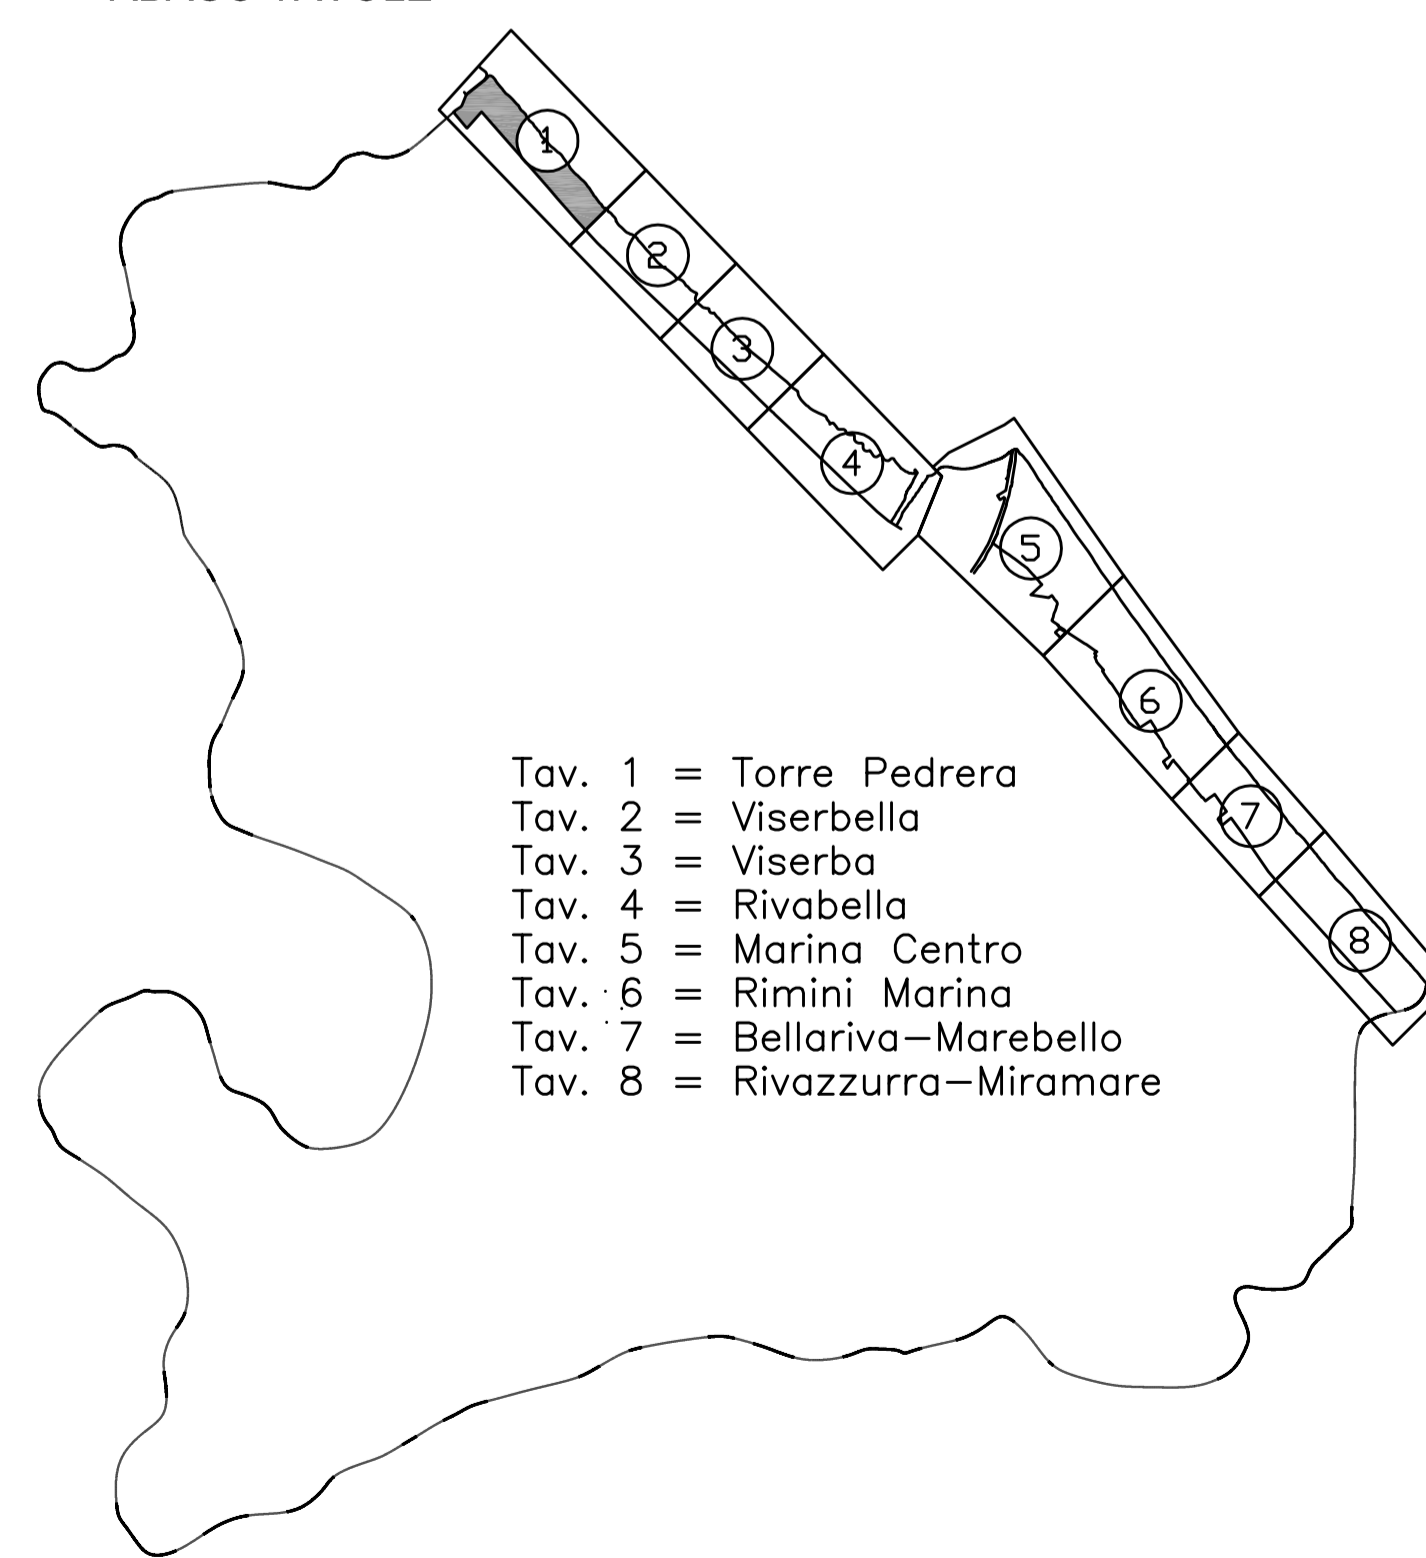 1
2
3
4
5
6
7
8
Tav. 1 = Torre Pedrera
Tav. 2 = Viserbella
Tav. 3 = Viserba
Tav. 4 = Rivabella
Tav. 5 = Marina Centro
Tav. 6 = Rimini Marina
Tav. 7 = Bellariva-Marebello
Tav. 8 = Rivazzurra-Miramare